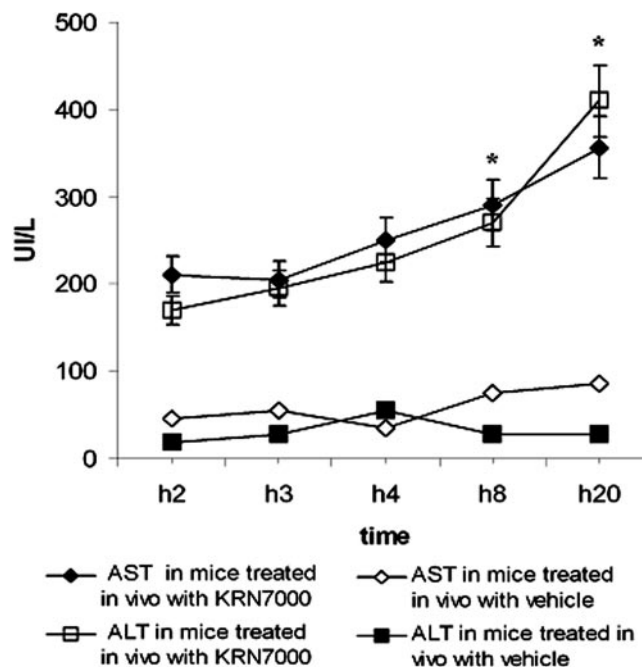 500
400
300
200
100
0
UI/L
*
*
h2 h3 h4 h8 h20
time
AST in mice treated
in vivo with KRN7000
AST in mice treated
in vivo with vehicle
ALT in mice treated
in vivo with KRN7000
ALT in mice treated in
vivo with vehicle